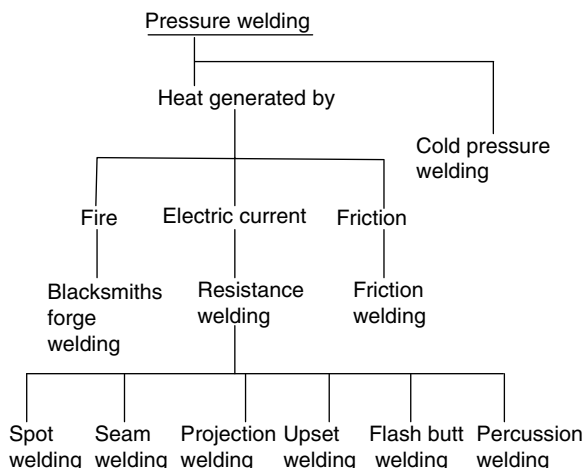 Pressure welding
Heat generated by
Cold pressure
welding
Fire
Electric current
Friction
Blacksmiths
forge
welding
Resistance
welding
Friction
welding
Spot
welding
Seam
welding
Projection
welding
Upset
welding
Flash butt
welding
Percussion
welding